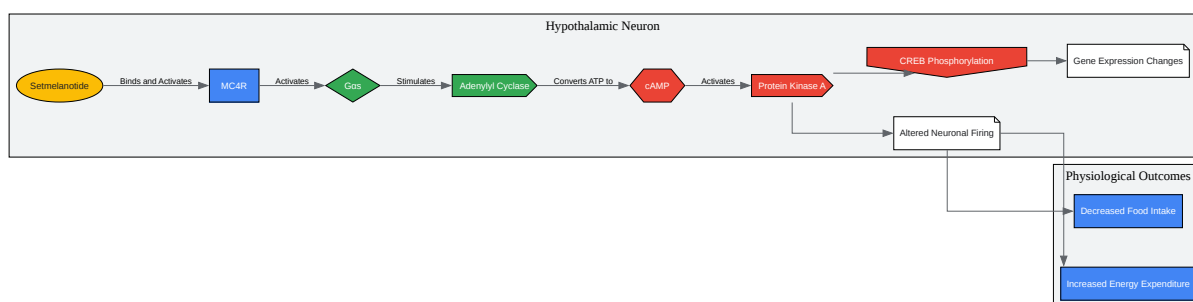 Hypothalamic Neuron
Setmelanotide
Binds and Activates
MC4R
Activates
Gαs
Stimulates
Adenylyl Cyclase
Converts ATP to
cAMP
Activates
Protein Kinase A
CREB Phosphorylation
Gene Expression Changes
Altered Neuronal Firing
Physiological Outcomes
Decreased Food Intake
Increased Energy Expenditure